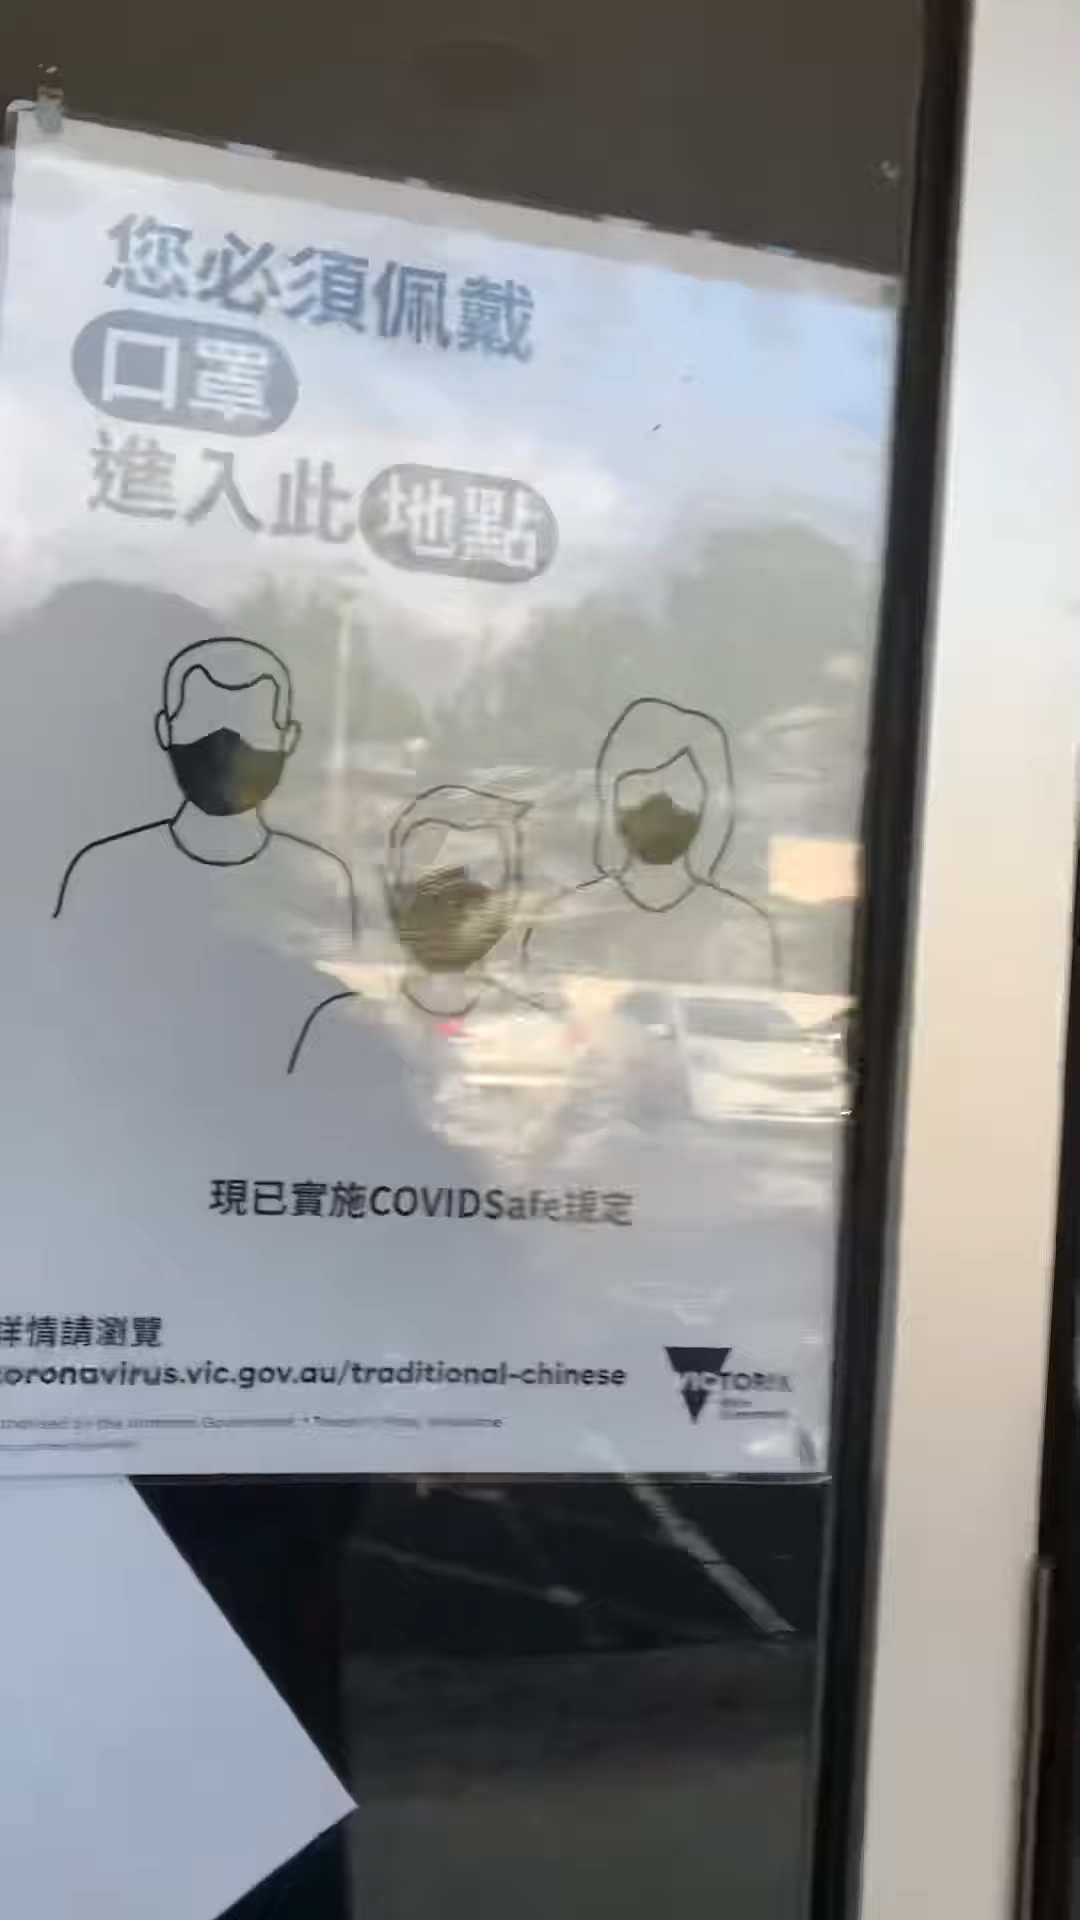 您必須佩戴
口罩
進入此地點
現已實施COVIDSafe規定
詳情請瀏覽
coronavirus.vic.gov.au/traditional-chinese
VICTORIA